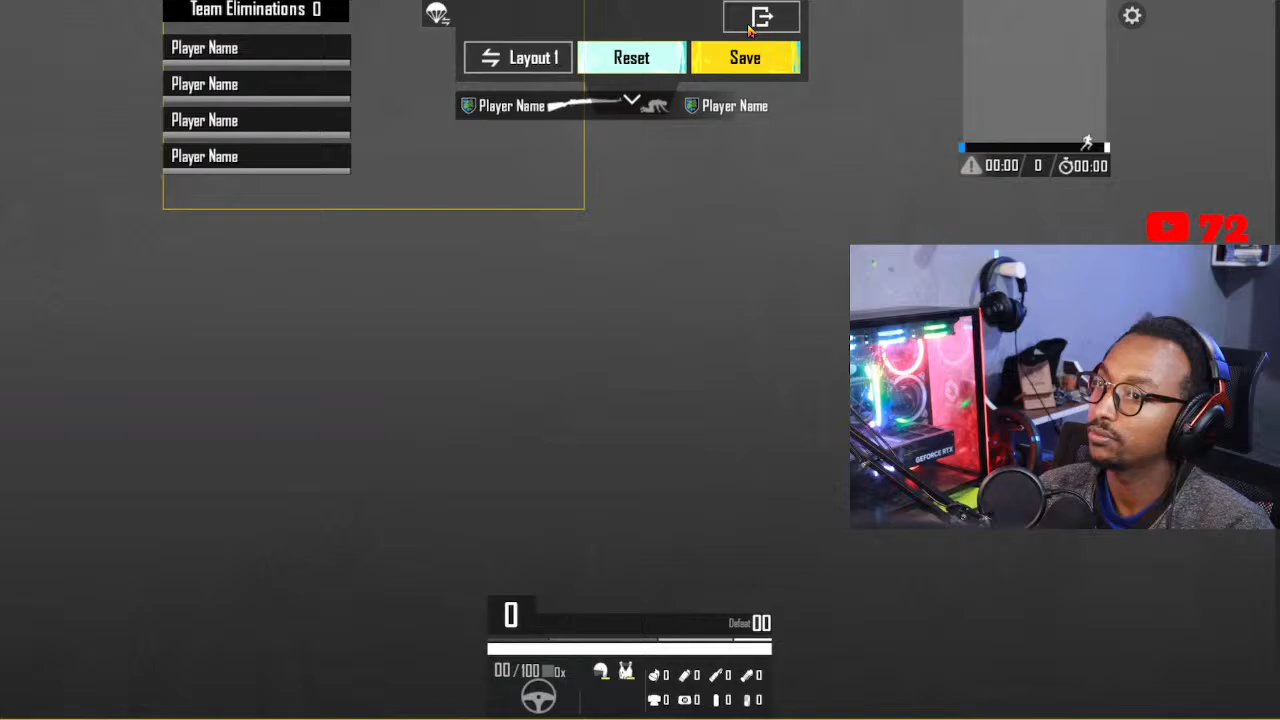 Team Eliminations 0
Player Name
Player Name
Player Name
Player Name
Layout 1
Reset
Save
Player Name
Player Name
00:00
0
00:00
72
GEFORCE RTX
0
Defeat 00
00/100 0x
0 0 0 0
0 0 0 0